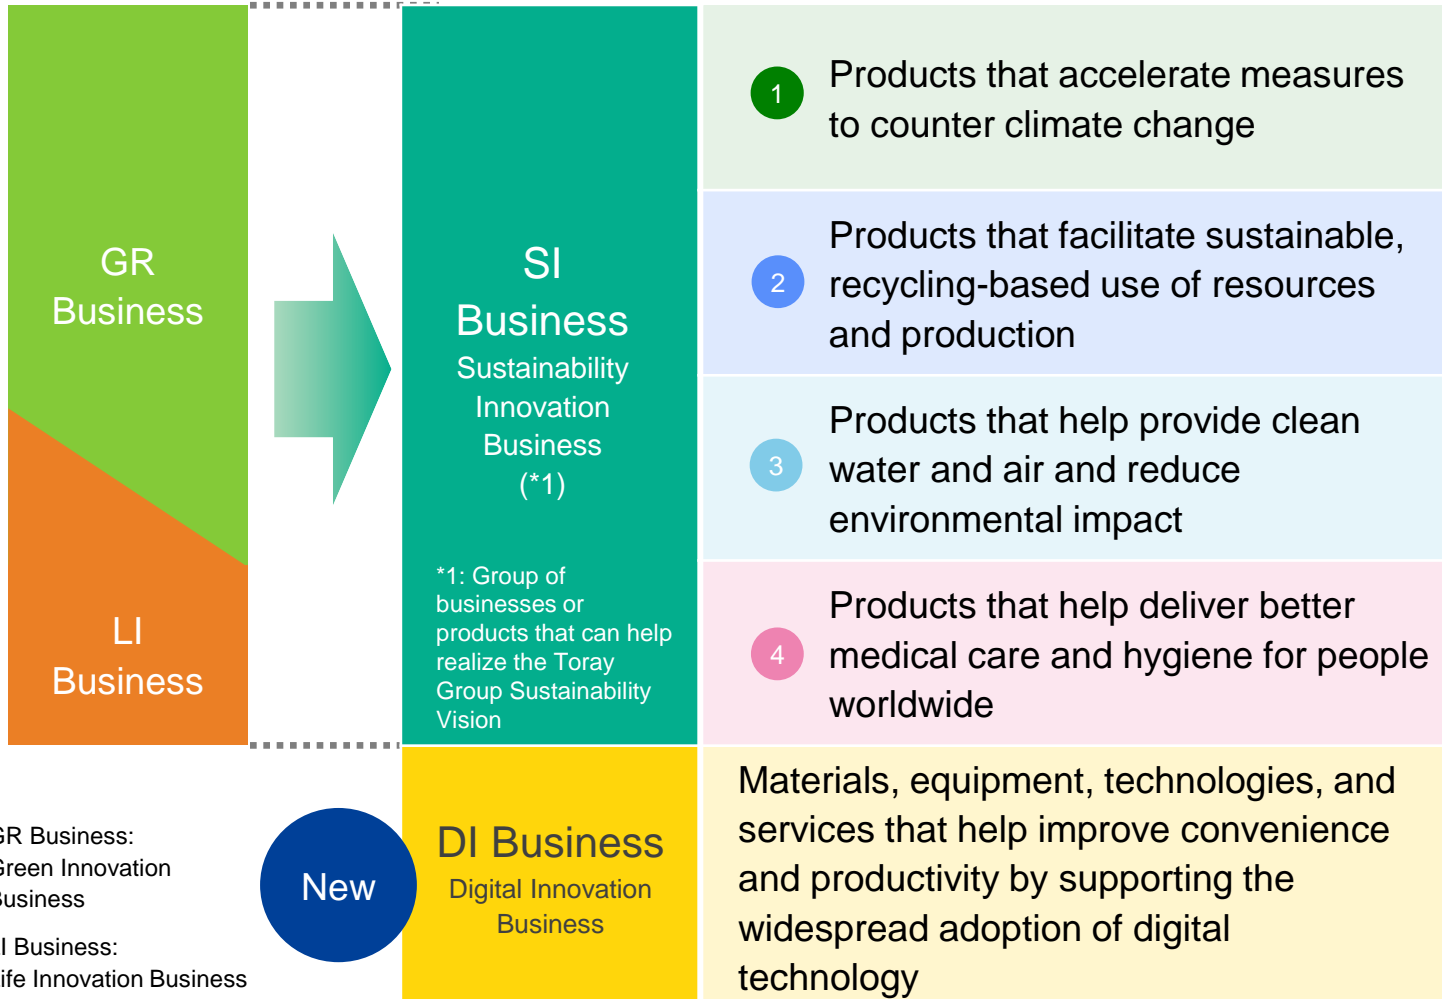 GR
Business
LI
Business
SI
Business
Sustainability
Innovation
Business
(*1)
*1: Group of
businesses or
products that can help
realize the Toray
Group Sustainability
Vision
1
Products that accelerate measures
to counter climate change
2
Products that facilitate sustainable,
recycling-based use of resources
and production
3
Products that help provide clean
water and air and reduce
environmental impact
4
Products that help deliver better
medical care and hygiene for people
worldwide
GR Business:
Green Innovation
Business
LI Business:
Life Innovation Business
New
DI Business
Digital Innovation
Business
Materials, equipment, technologies, and
services that help improve convenience
and productivity by supporting the
widespread adoption of digital
technology